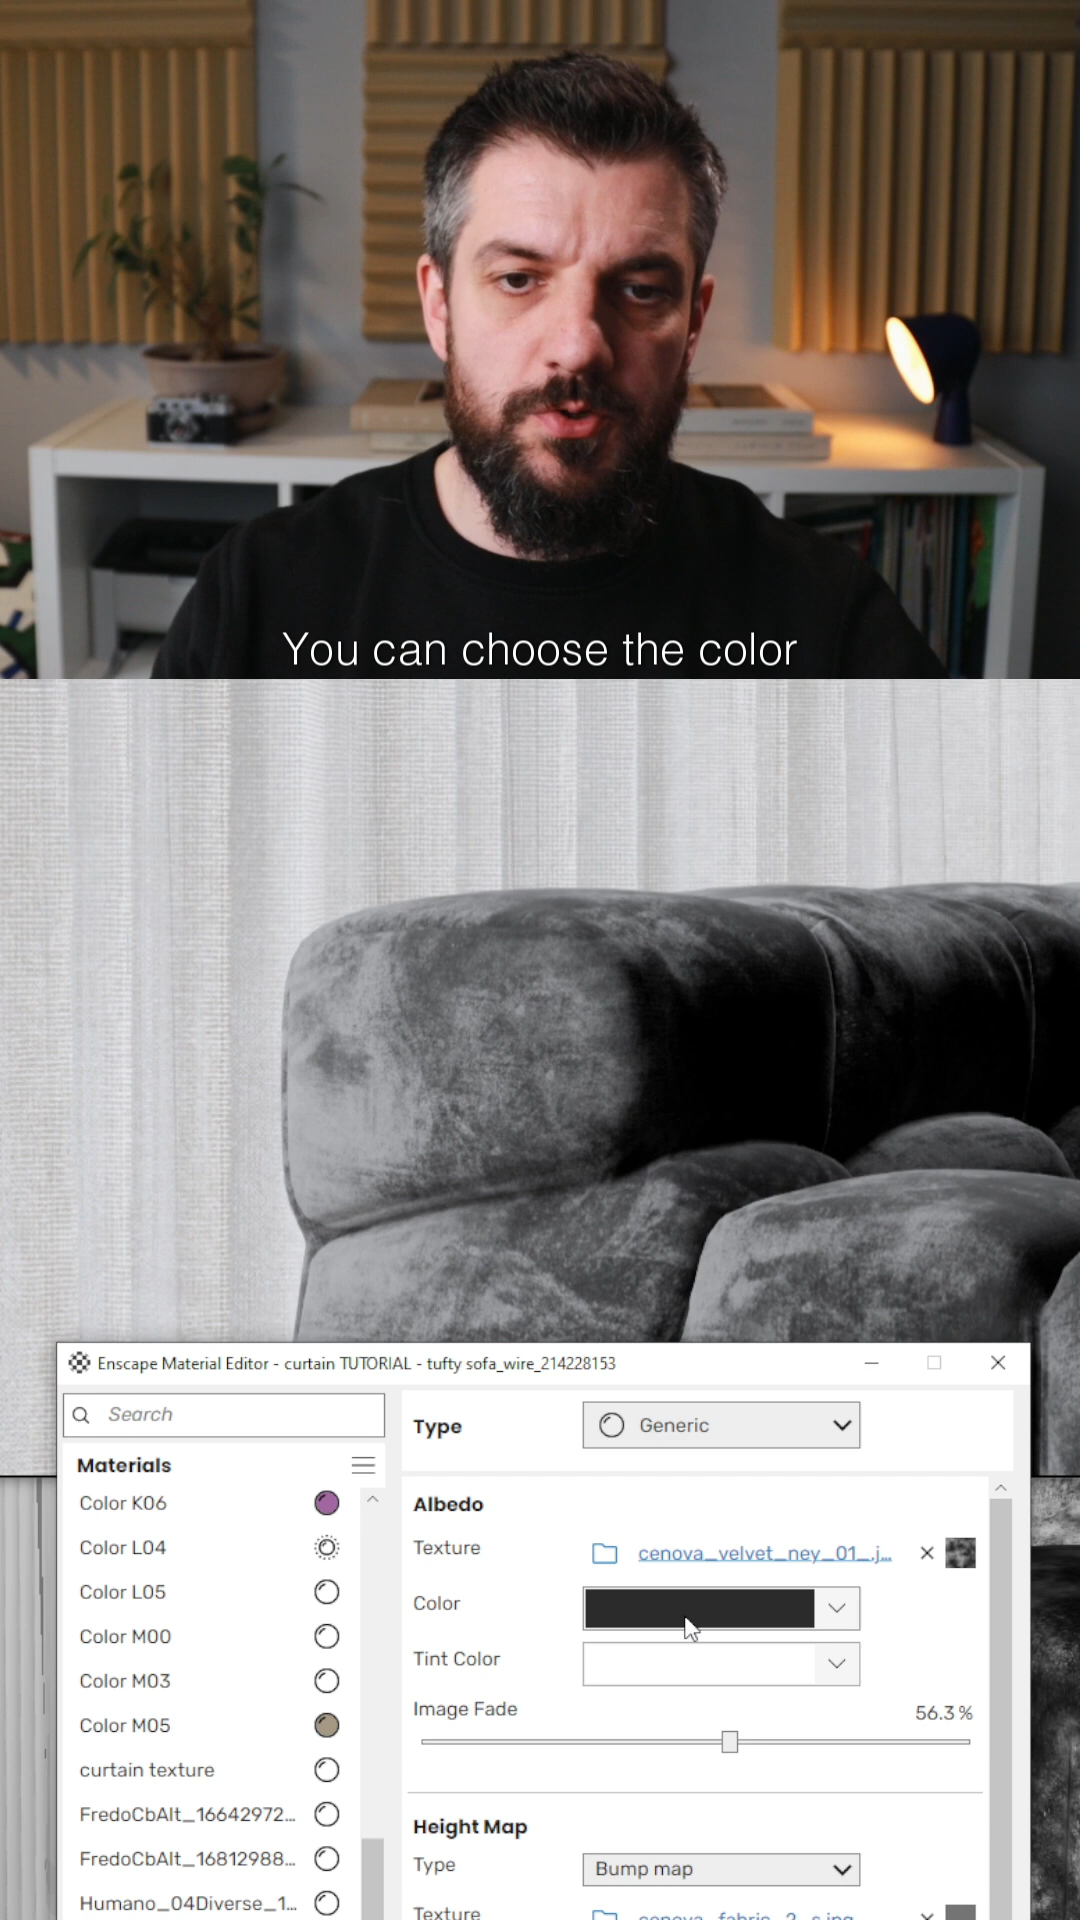 You can choose the color
Enscape Material Editor - curtain TUTORIAL - tufty sofa_wire_214228153
Search
Type
Generic
Materials
Color K06
Color L04
Color L05
Color M00
Color M03
Color M05
curtain texture
FredoCbAlt_16642972...
FredoCbAlt_16812988...
Humano_04Diverse_1...
Albedo
Texture
cenova_velvet_ney_01_.j...
Color
Tint Color
Image Fade
56.3 %
Height Map
Type
Bump map
Texture